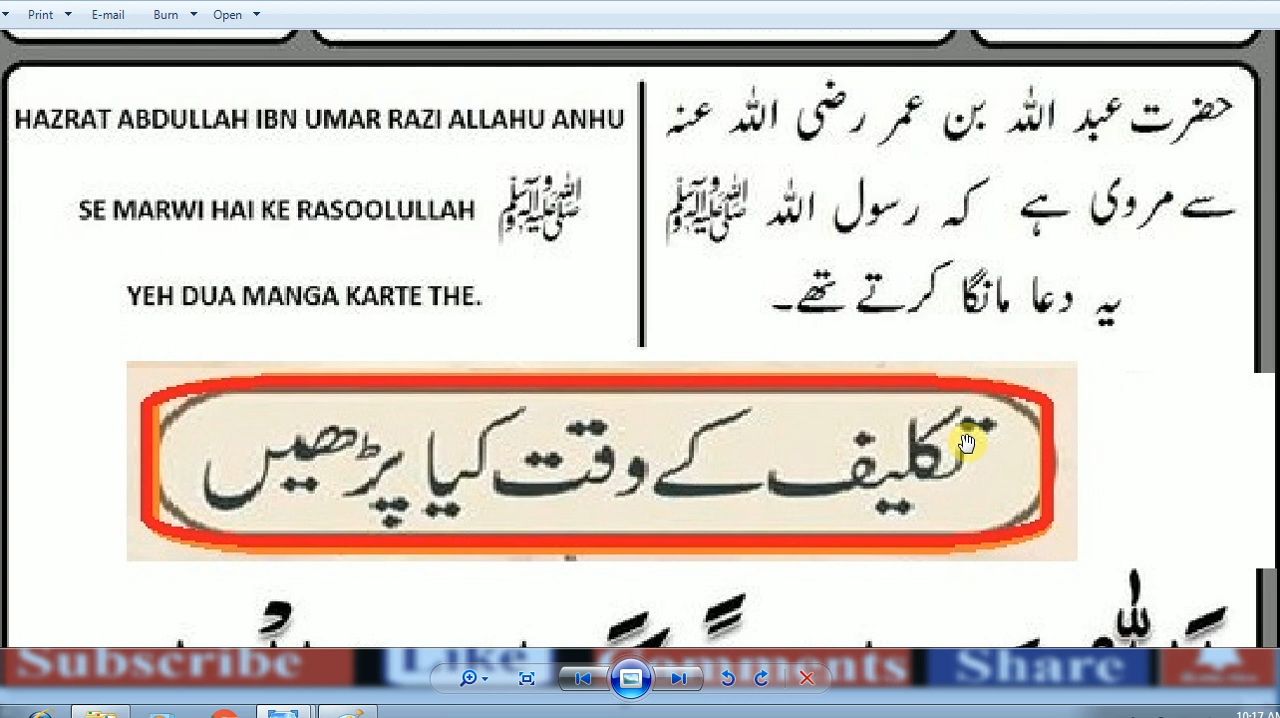 Print E-mail Burn Open
HAZRAT ABDULLAH IBN UMAR RAZI ALLAHU ANHU
SE MARWI HAI KE RASOOLULLAH ﷺ
YEH DUA MANGA KARTE THE.
حضرت عبد اللہ بن عمر رضی اللہ عنہ
سے مروی ہے کہ رسول اللہ ﷺ
یہ دعا مانگا کرتے تھے۔
تکلیف کے وقت کیا پڑھیں
Subscribe Like Comments Share
10:17 A